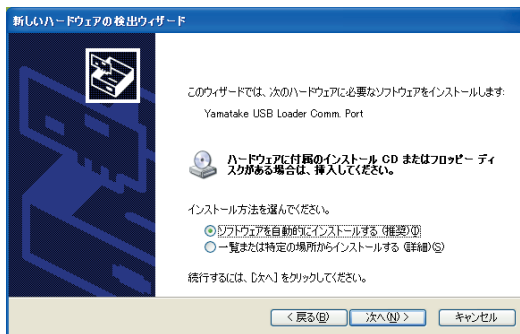 新しいハードウェアの検出ウィザード
このウィザードでは、次のハードウェアに必要なソフトウェアをインストールします:
Yamatake USB Loader Comm. Port
ハードウェアに付属のインストール CD またはフロッピー ディ
スクがある場合は、挿入してください。
インストール方法を選んでください。
ソフトウェアを自動的にインストールする (推奨)(I)
一覧または特定の場所からインストールする (詳細)(S)
続行するには、[次へ] をクリックしてください。
< 戻る(B) 次へ(N) > キャンセル